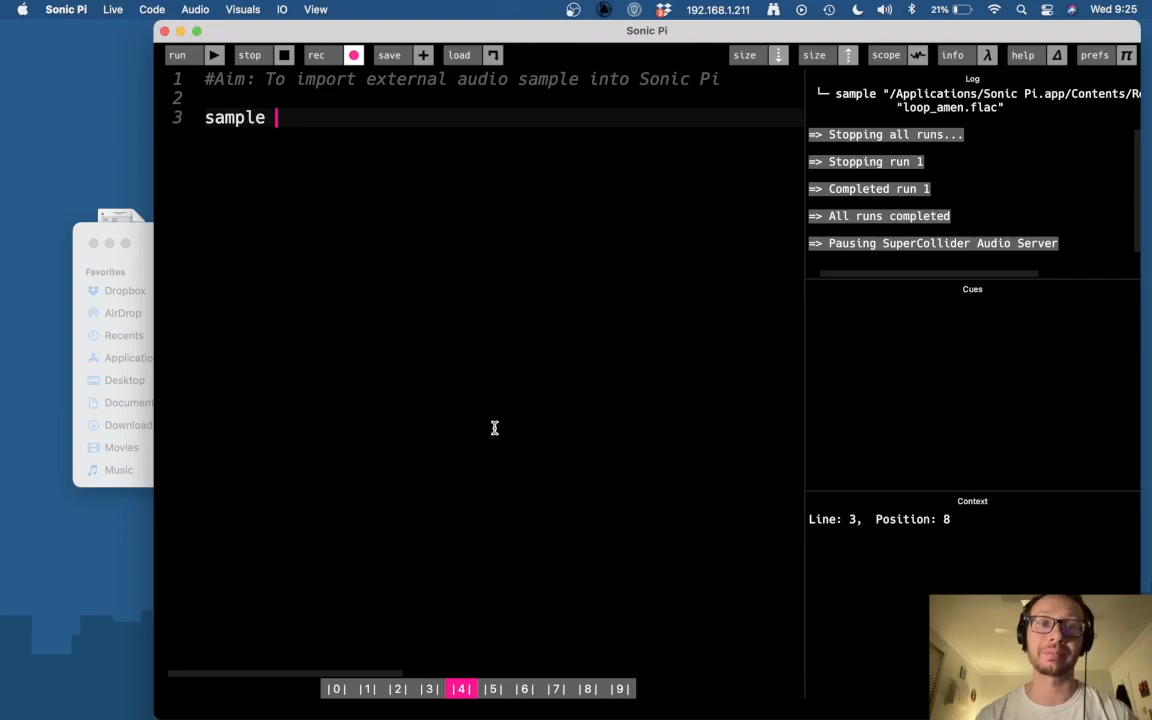 Sonic Pi Live Code Audio Visuals IO View 192.168.1.211 21% Wed 9:25
Sonic Pi
run stop rec save + load size size scope info λ help Δ prefs π
1 #Aim: To import external audio sample into Sonic Pi
2
3 sample
Log
└─ sample "/Applications/Sonic Pi.app/Contents/Re
"loop_amen.flac"
=> Stopping all runs...
=> Stopping run 1
=> Completed run 1
=> All runs completed
=> Pausing SuperCollider Audio Server
Cues
Context
Line: 3, Position: 8
Favorites
Dropbox
AirDrop
Recents
Applicatio
Desktop
Document
Download
Movies
Music
|0| |1| |2| |3| |4| |5| |6| |7| |8| |9|